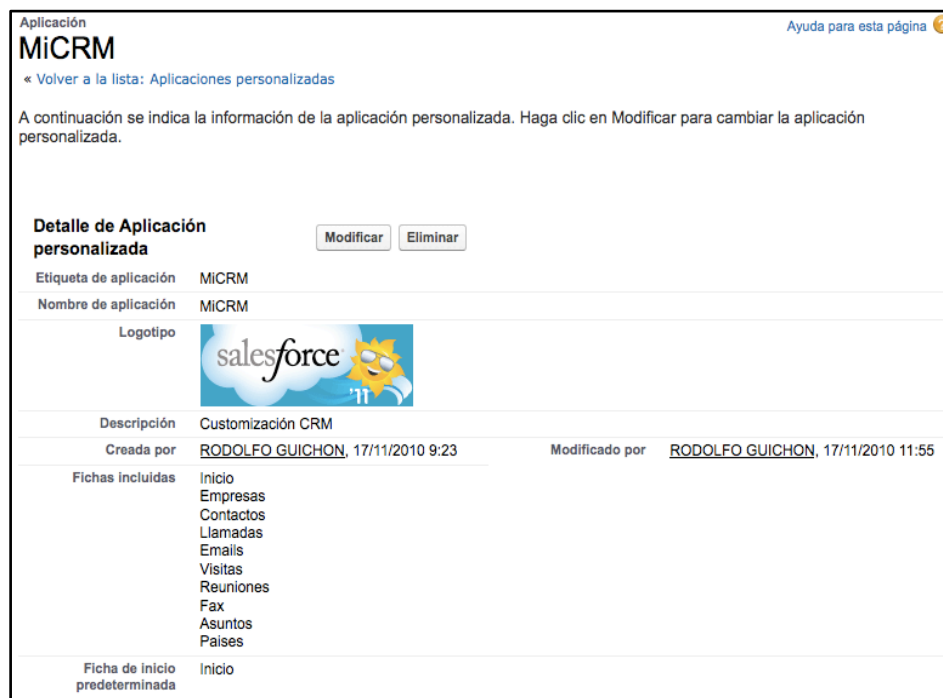 Aplicación
Ayuda para esta página
MiCRM
« Volver a la lista: Aplicaciones personalizadas
A continuación se indica la información de la aplicación personalizada. Haga clic en Modificar para cambiar la aplicación
personalizada.
Detalle de Aplicación
personalizada
Modificar
Eliminar
Etiqueta de aplicación MiCRM
Nombre de aplicación MiCRM
Logotipo
salesforce
'11
Descripción Customización CRM
Creada por RODOLFO GUICHON, 17/11/2010 9:23 Modificado por RODOLFO GUICHON, 17/11/2010 11:55
Fichas incluidas Inicio
Empresas
Contactos
Llamadas
Emails
Visitas
Reuniones
Fax
Asuntos
Paises
Ficha de inicio Inicio
predeterminada